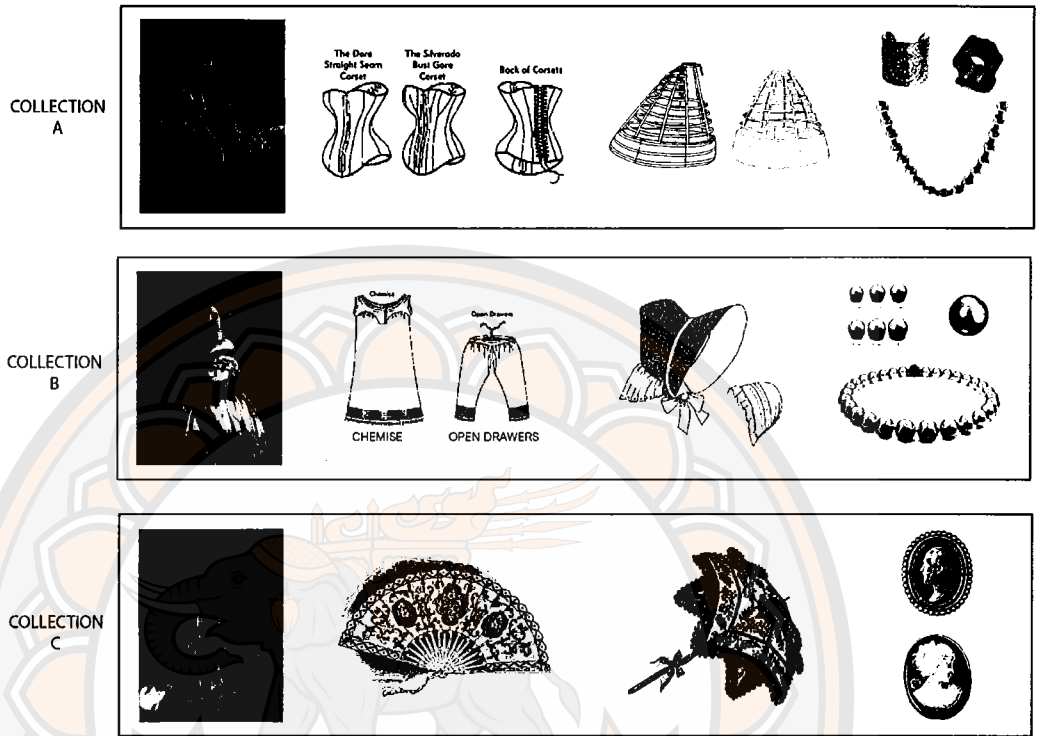 COLLECTION
A
The Dore
Straight Seam
Corset
The Silverado
Bust Gore
Corset
Back of Corsets
COLLECTION
B
Chemise
Open Drawers
CHEMISE
OPEN DRAWERS
COLLECTION
C